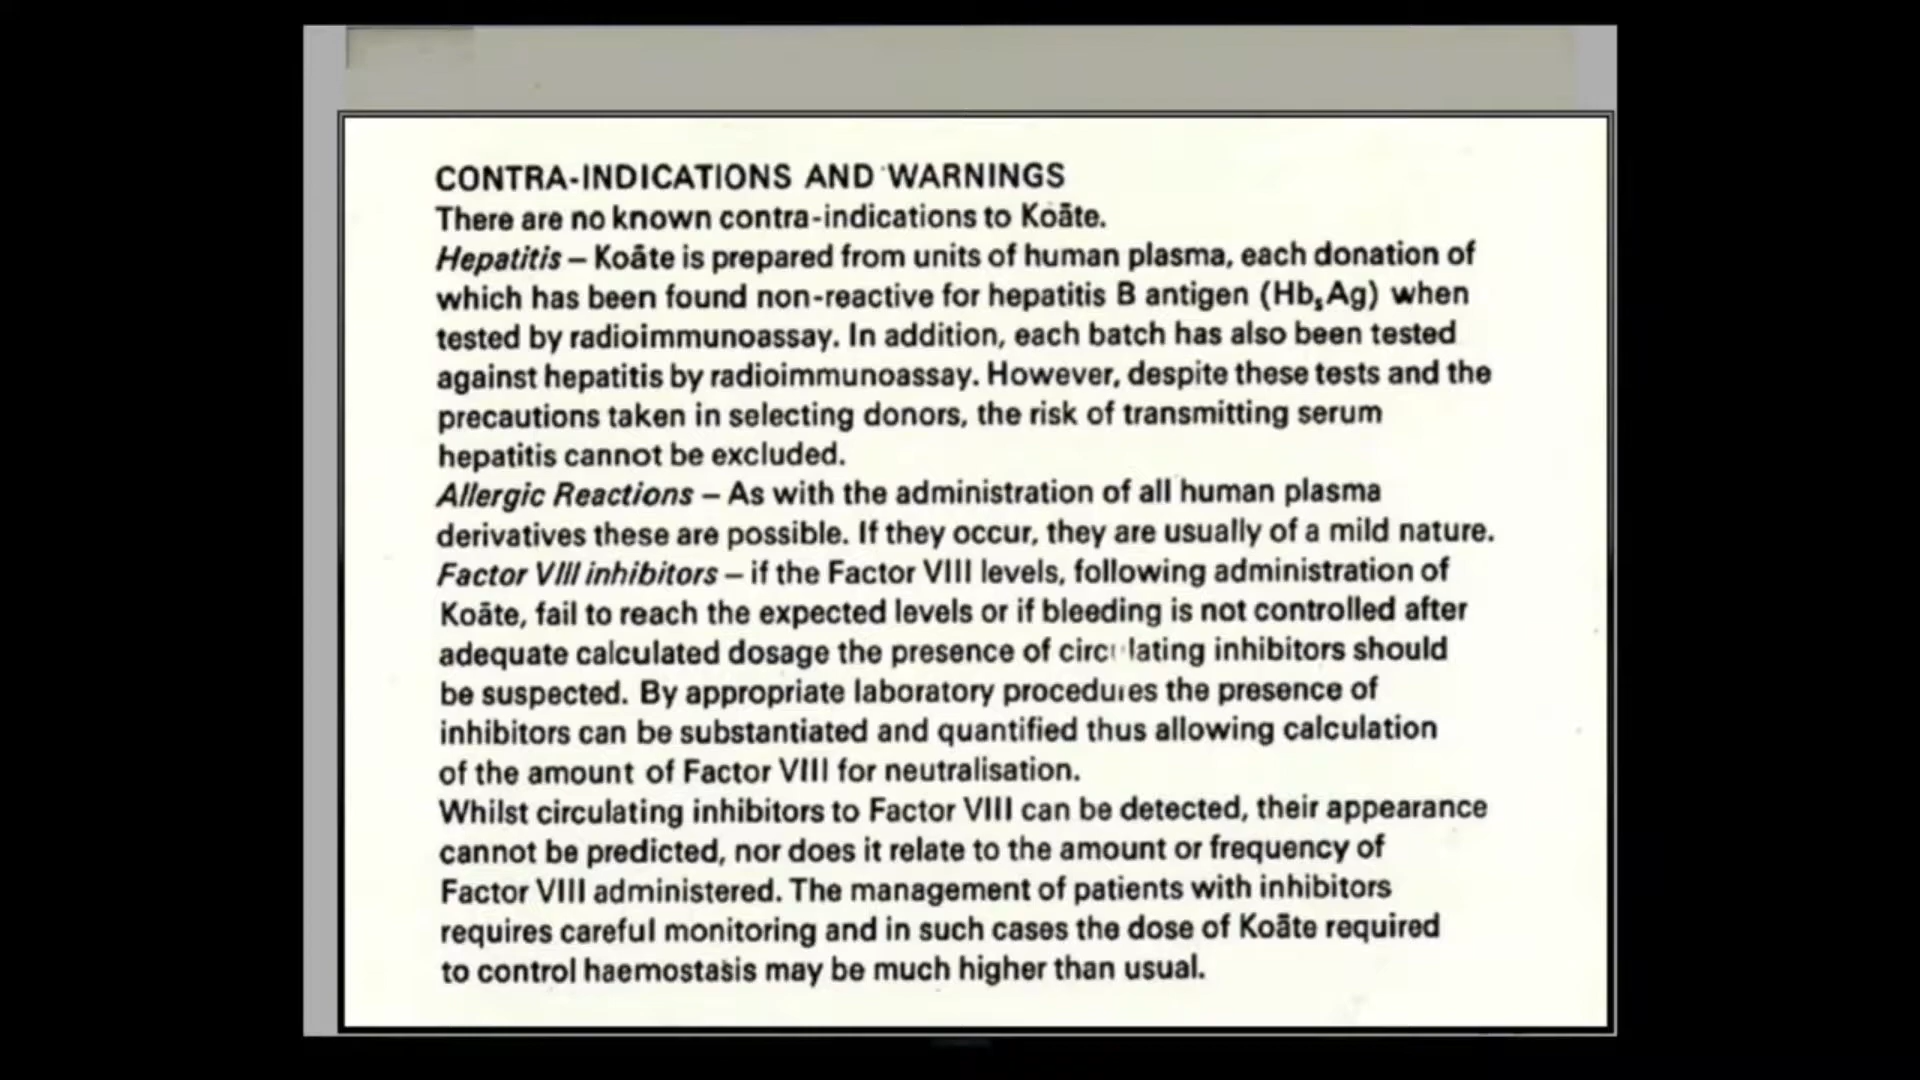 CONTRA-INDICATIONS AND WARNINGS
There are no known contra-indications to Koāte.
Hepatitis – Koāte is prepared from units of human plasma, each donation of
which has been found non-reactive for hepatitis B antigen (HbsAg) when
tested by radioimmunoassay. In addition, each batch has also been tested
against hepatitis by radioimmunoassay. However, despite these tests and the
precautions taken in selecting donors, the risk of transmitting serum
hepatitis cannot be excluded.
Allergic Reactions – As with the administration of all human plasma
derivatives these are possible. If they occur, they are usually of a mild nature.
Factor VIII inhibitors – if the Factor VIII levels, following administration of
Koāte, fail to reach the expected levels or if bleeding is not controlled after
adequate calculated dosage the presence of circulating inhibitors should
be suspected. By appropriate laboratory procedures the presence of
inhibitors can be substantiated and quantified thus allowing calculation
of the amount of Factor VIII for neutralisation.
Whilst circulating inhibitors to Factor VIII can be detected, their appearance
cannot be predicted, nor does it relate to the amount or frequency of
Factor VIII administered. The management of patients with inhibitors
requires careful monitoring and in such cases the dose of Koāte required
to control haemostasis may be much higher than usual.